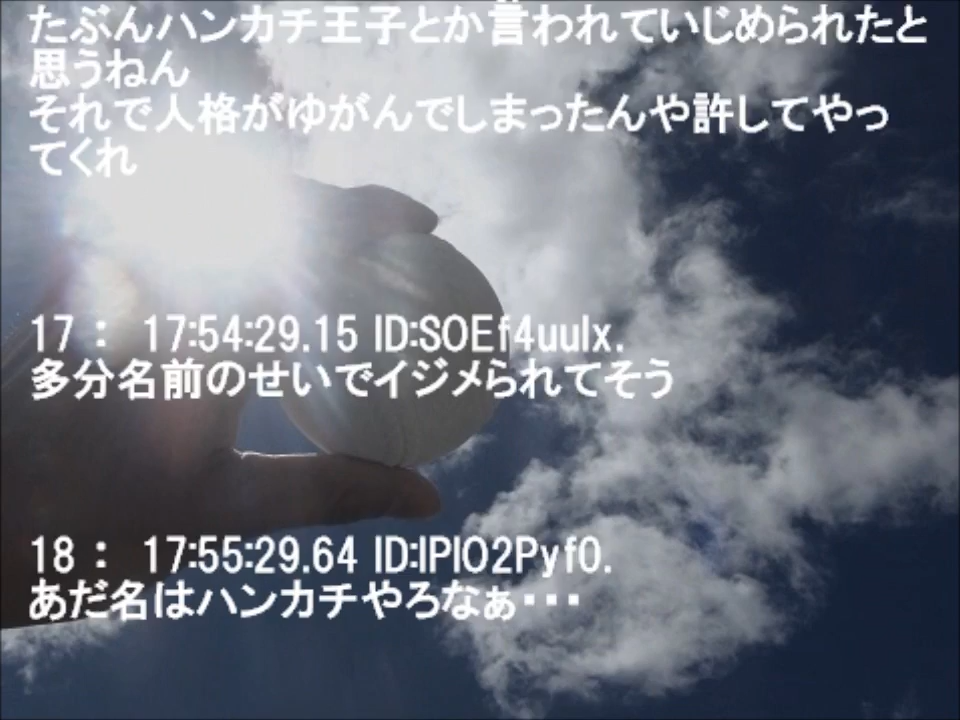 たぶんハンカチ王子とか言われていじめられたと
思うねん
それで人格がゆがんでしまったんや許してやっ
てくれ
17 : 17:54:29.15 ID:SOEf4uuIx.
多分名前のせいでイジメられてそう
18 : 17:55:29.64 ID:IPIO2Pyf0.
あだ名はハンカチやろなぁ・・・